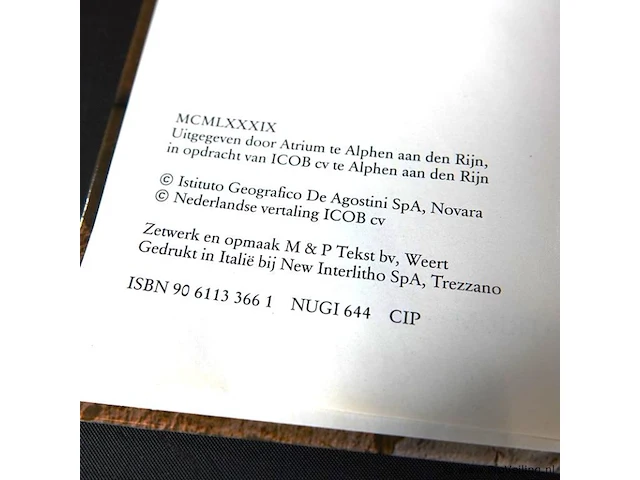 MCMLXXXIX
Uitgegeven door Atrium te Alphen aan den Rijn,
in opdracht van ICOB cv te Alphen aan den Rijn
© Istituto Geografico De Agostini SpA, Novara
© Nederlandse vertaling ICOB cv
Zetwerk en opmaak M & P Tekst bv, Weert
Gedrukt in Italië bij New Interlitho SpA, Trezzano
ISBN 90 6113 366 1 NUGI 644 CIP